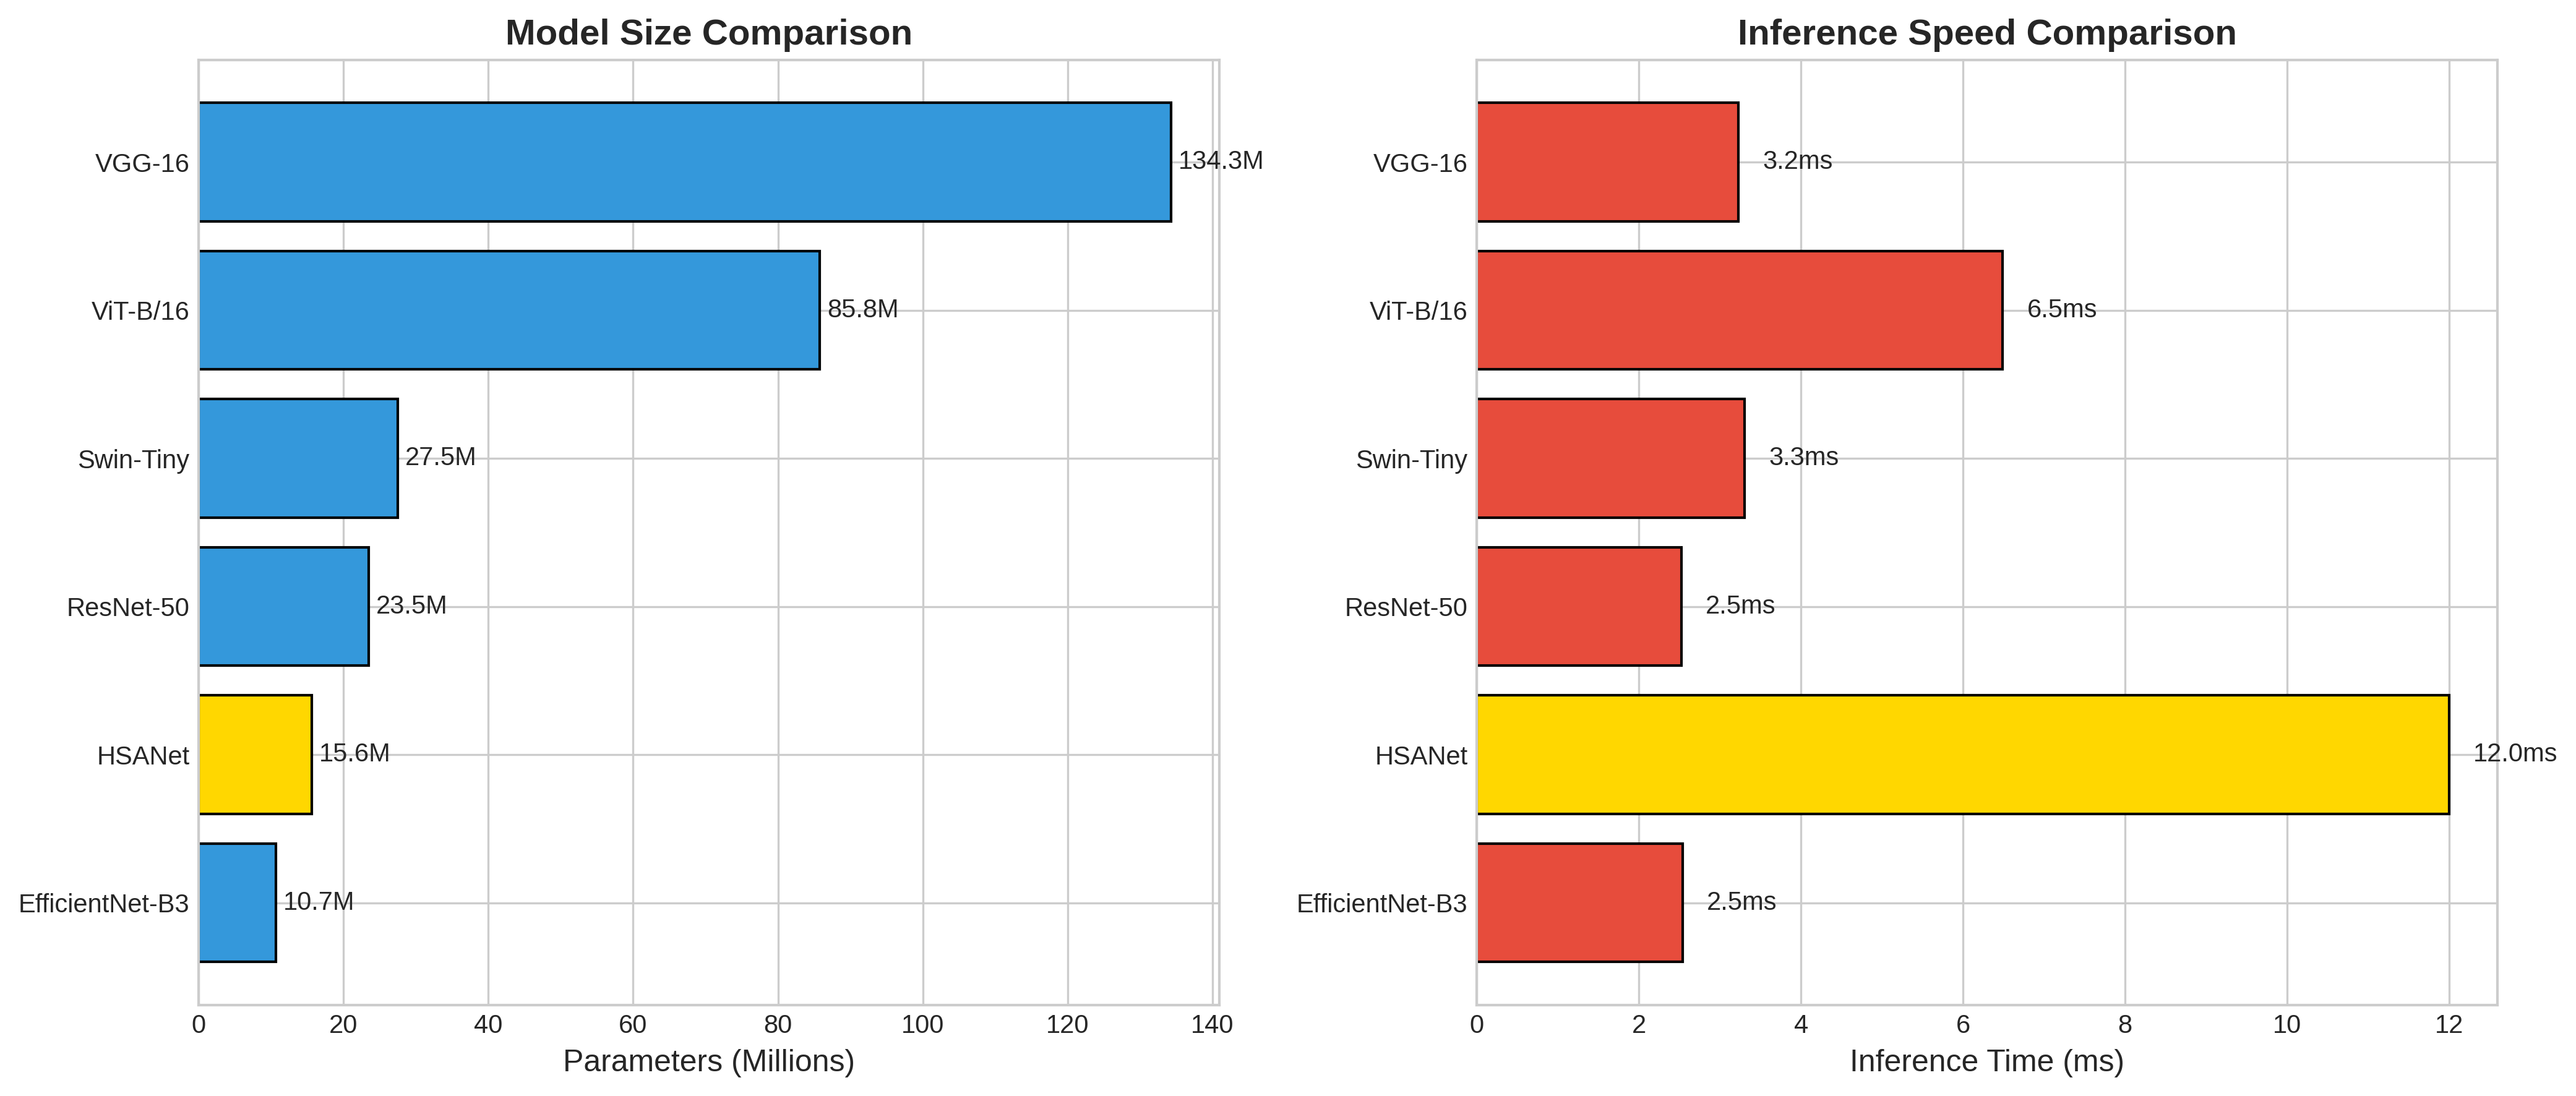 Model Size Comparison
VGG-16
134.3M
ViT-B/16
85.8M
Swin-Tiny
27.5M
ResNet-50
23.5M
HSANet
15.6M
EfficientNet-B3
10.7M
0 20 40 60 80 100 120 140
Parameters (Millions)
Inference Speed Comparison
VGG-16
3.2ms
ViT-B/16
6.5ms
Swin-Tiny
3.3ms
ResNet-50
2.5ms
HSANet
12.0ms
EfficientNet-B3
2.5ms
0 2 4 6 8 10 12
Inference Time (ms)